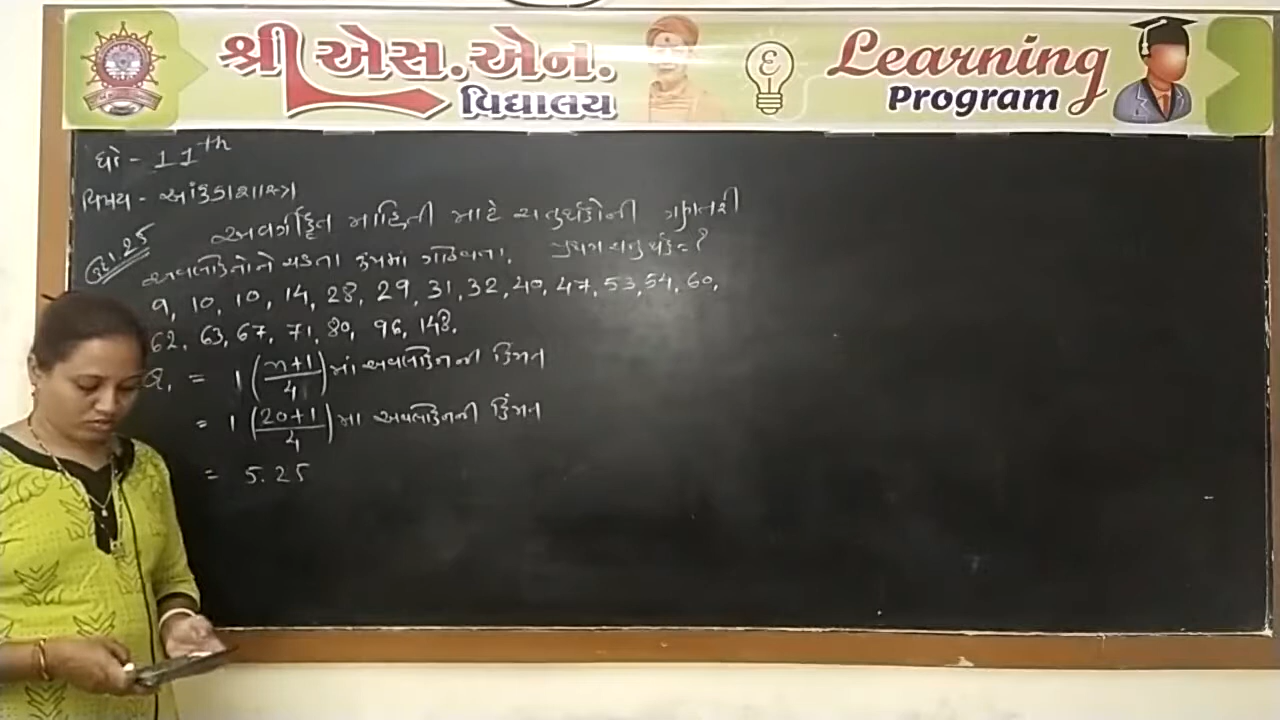 શ્રી એસ.એન. વિદ્યાલય
Learning Program
ધો - 11th
વિષય - આંકડાશાસ્ત્ર
અવર્ગીકૃત માહિતી માટે ચતુર્થકોની ગણતરી
ઉદા.25
અવલોકનોને ચડતા ક્રમમાં ગોઠવતા. પ્રથમ ચતુર્થક = ?
9, 10, 10, 14, 28, 29, 31, 32, 40, 47, 53, 54, 60,
62, 63, 67, 71, 80, 96, 148.
Q1 = 1 (n+1/4) માં અવલોકનની કિંમત
= 1 (20+1/4) મા અવલોકનની કિંમત
= 5.25